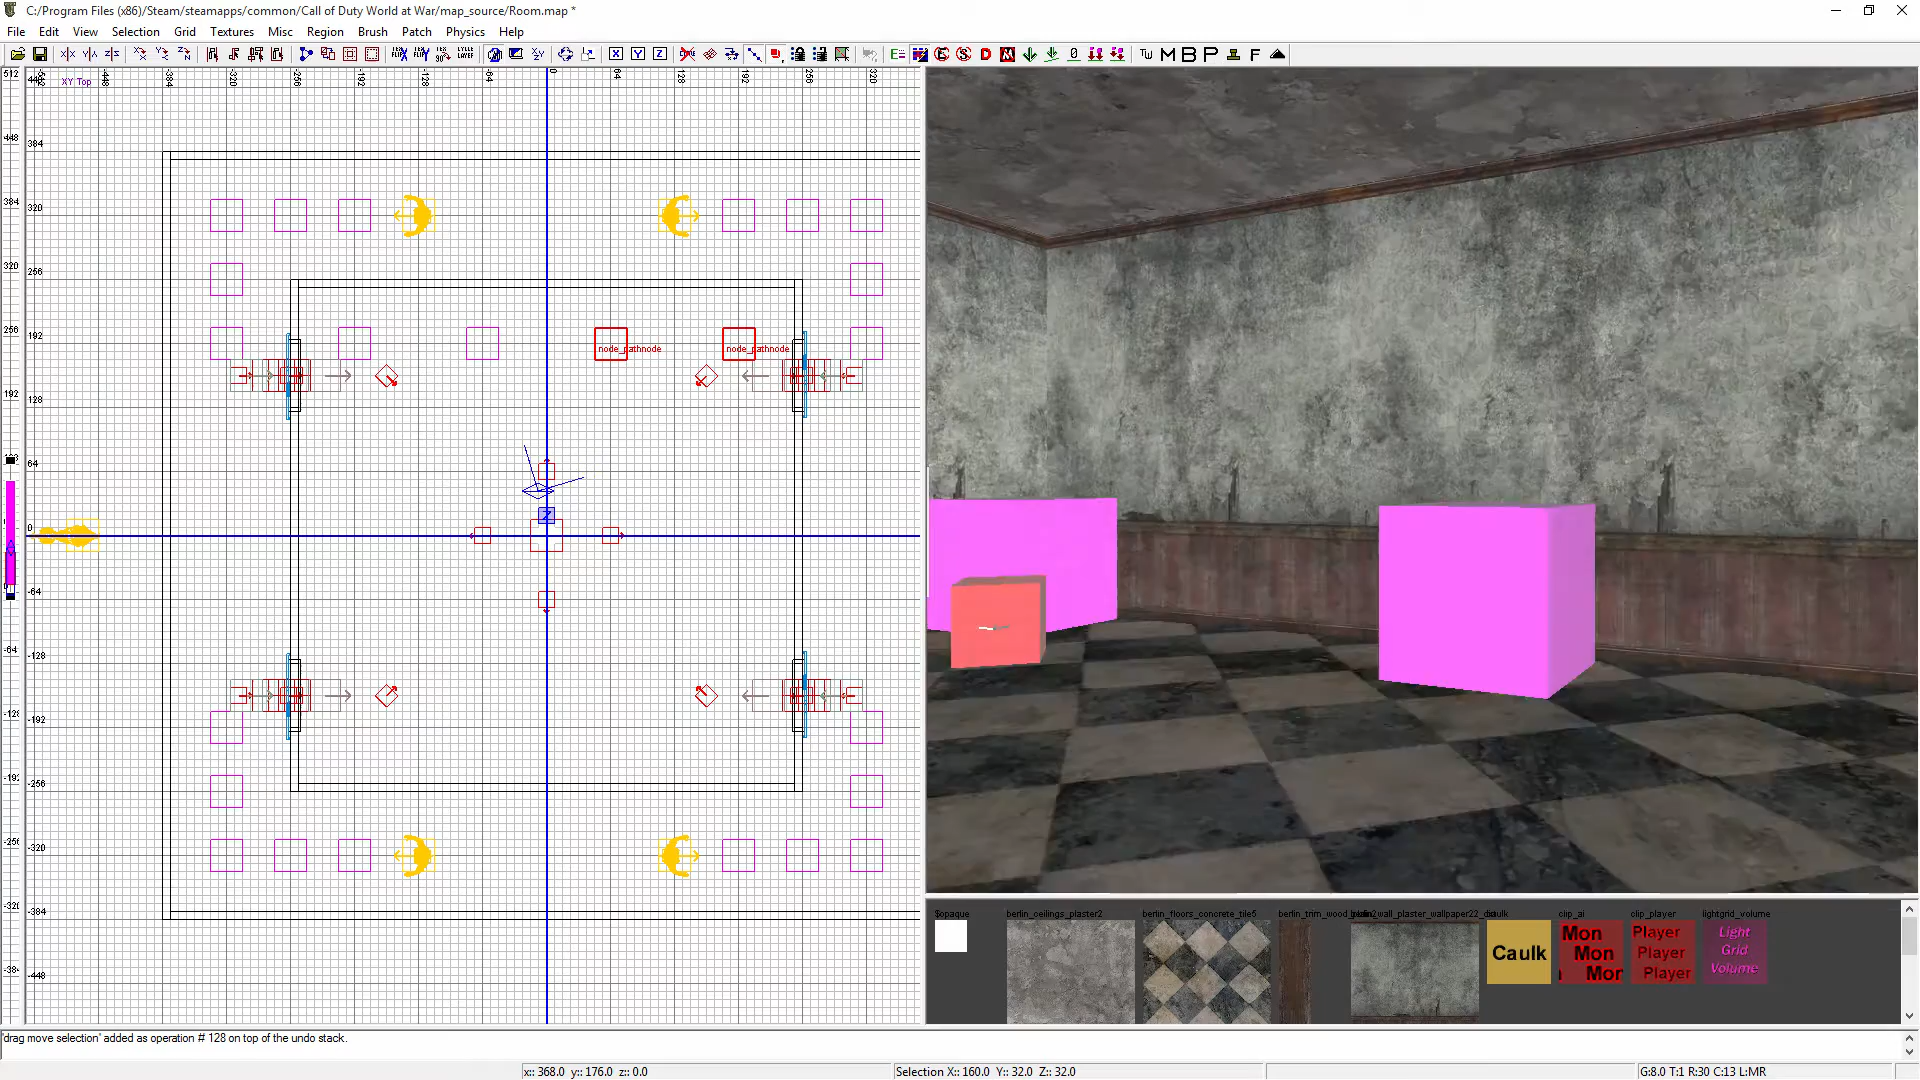 C:/Program Files (x86)/Steam/steamapps/common/Call of Duty World at War/map_source/Room.map *
File Edit View Selection Grid Textures Misc Region Brush Patch Physics Help
XY Top
node_pathnode
node_pathnode
Z
$opaque
berlin_ceilings_plaster2
berlin_floors_concrete_tile5
caulk
clip_ai
clip_player
lightgrid_volume
Caulk
Mon
Mon
Mon
Player
Player
Player
Light
Grid
Volume
'drag move selection' added as operation # 128 on top of the undo stack.
x:: 368.0 y:: 176.0 z:: 0.0
Selection X:: 160.0 Y:: 32.0 Z:: 32.0
G:8.0 T:1 R:30 C:13 L:MR